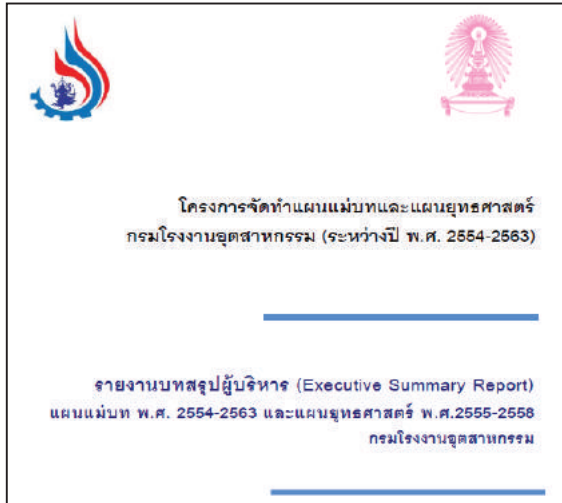 โครงการจัดทำแผนแม่บทและแผนยุทธศาสตร์
กรมโรงงานอุตสาหกรรม (ระหว่างปี พ.ศ. 2554-2563)
รายงานบทสรุปผู้บริหาร (Executive Summary Report)
แผนแม่บท พ.ศ. 2554-2563 และแผนยุทธศาสตร์ พ.ศ.2555-2558
กรมโรงงานอุตสาหกรรม